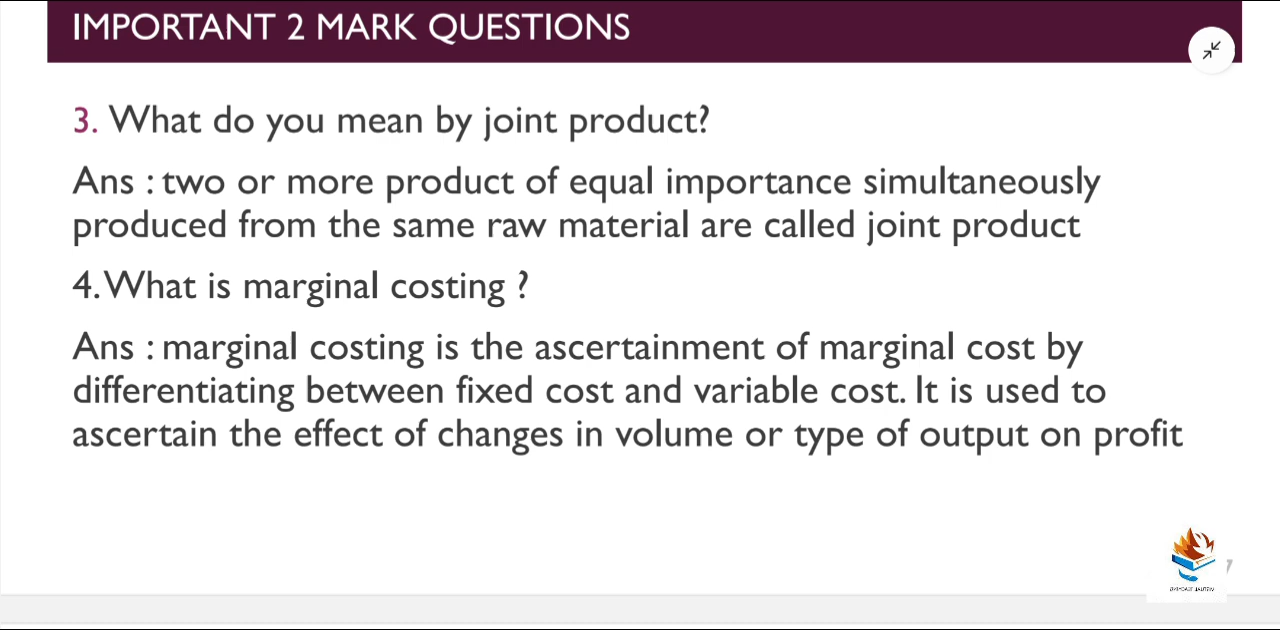 IMPORTANT 2 MARK QUESTIONS
3. What do you mean by joint product?
Ans : two or more product of equal importance simultaneously
produced from the same raw material are called joint product
4. What is marginal costing ?
Ans : marginal costing is the ascertainment of marginal cost by
differentiating between fixed cost and variable cost. It is used to
ascertain the effect of changes in volume or type of output on profit
7